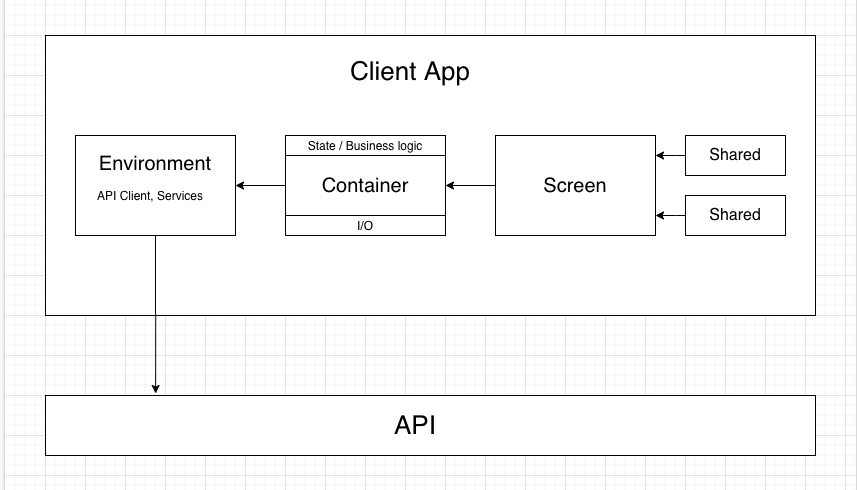 Client App
Environment
API Client, Services
State / Business logic
Container
I/O
Screen
Shared
Shared
API